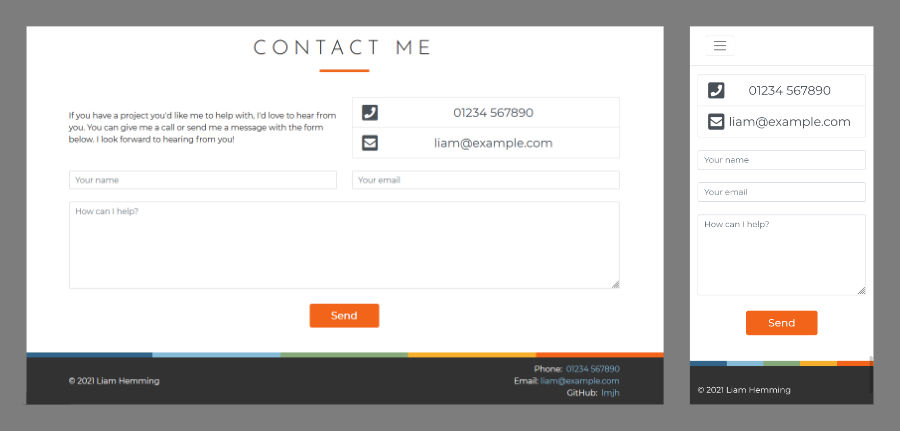 CONTACT ME
If you have a project you'd like me to help with, I'd love to hear from
you. You can give me a call or send me a message with the form
below. I look forward to hearing from you!
01234 567890
liam@example.com
Your name
Your email
How can I help?
Send
© 2021 Liam Hemming
Phone: 01234 567890
Email: liam@example.com
GitHub: lmjh
01234 567890
liam@example.com
Your name
Your email
How can I help?
Send
© 2021 Liam Hemming